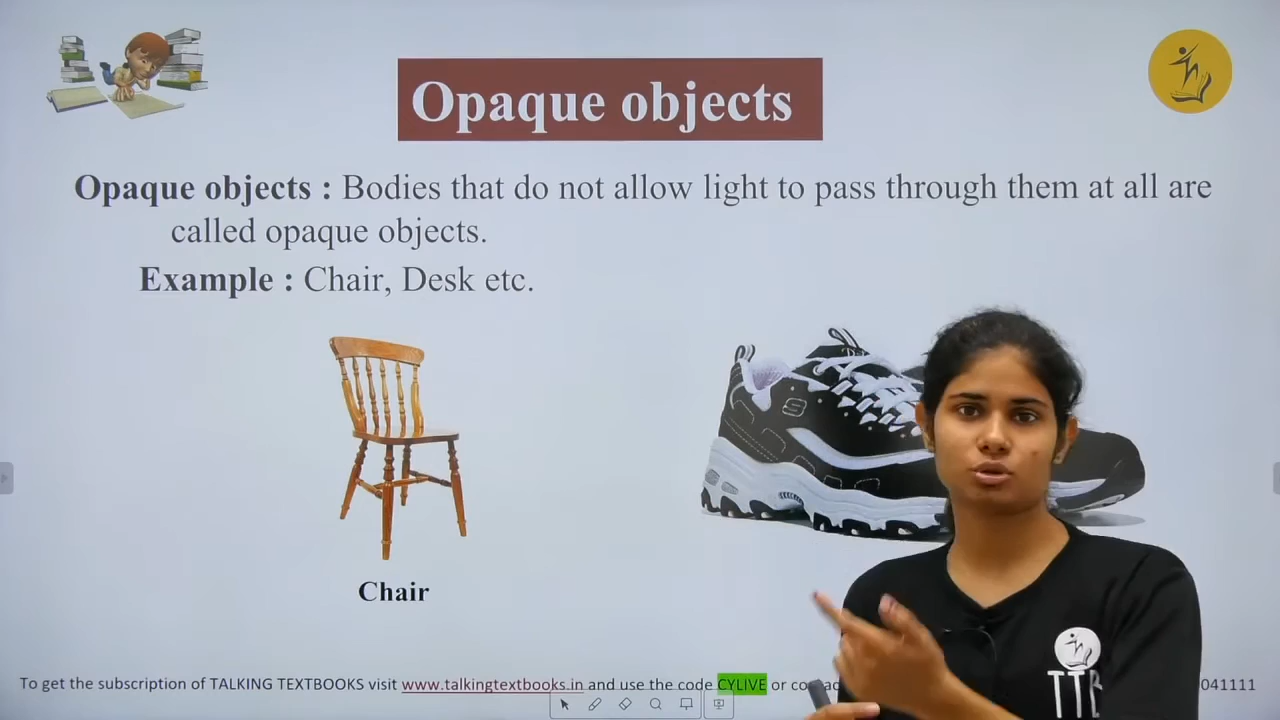 Opaque objects
Opaque objects : Bodies that do not allow light to pass through them at all are
called opaque objects.
Example : Chair, Desk etc.
S
Chair
TT
To get the subscription of TALKING TEXTBOOKS visit www.talkingtextbooks.in and use the code CYLIVE or 041111